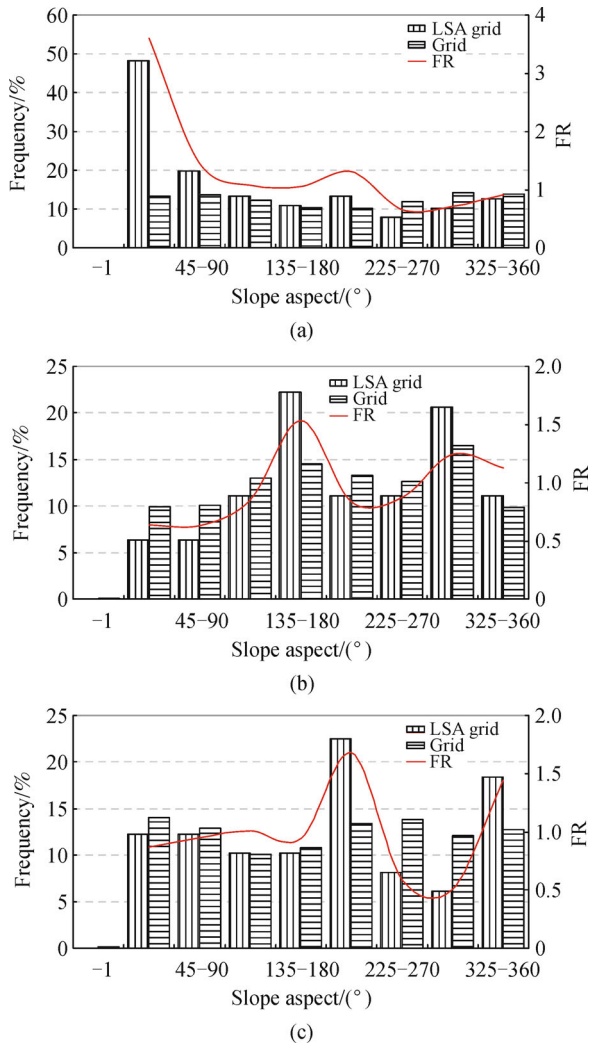 60
50
40
30
20
10
0
Frequency/%
LSA grid
Grid
FR
4
3
2
1
0
FR
−1
45−90
135−180
225−270
325−360
Slope aspect/(°)
(a)
25
20
15
10
5
0
Frequency/%
LSA grid
Grid
FR
2.0
1.5
1.0
0.5
0
FR
−1
45−90
135−180
225−270
325−360
Slope aspect/(°)
(b)
25
20
15
10
5
0
Frequency/%
LSA grid
Grid
FR
2.0
1.5
1.0
0.5
0
FR
−1
45−90
135−180
225−270
325−360
Slope aspect/(°)
(c)